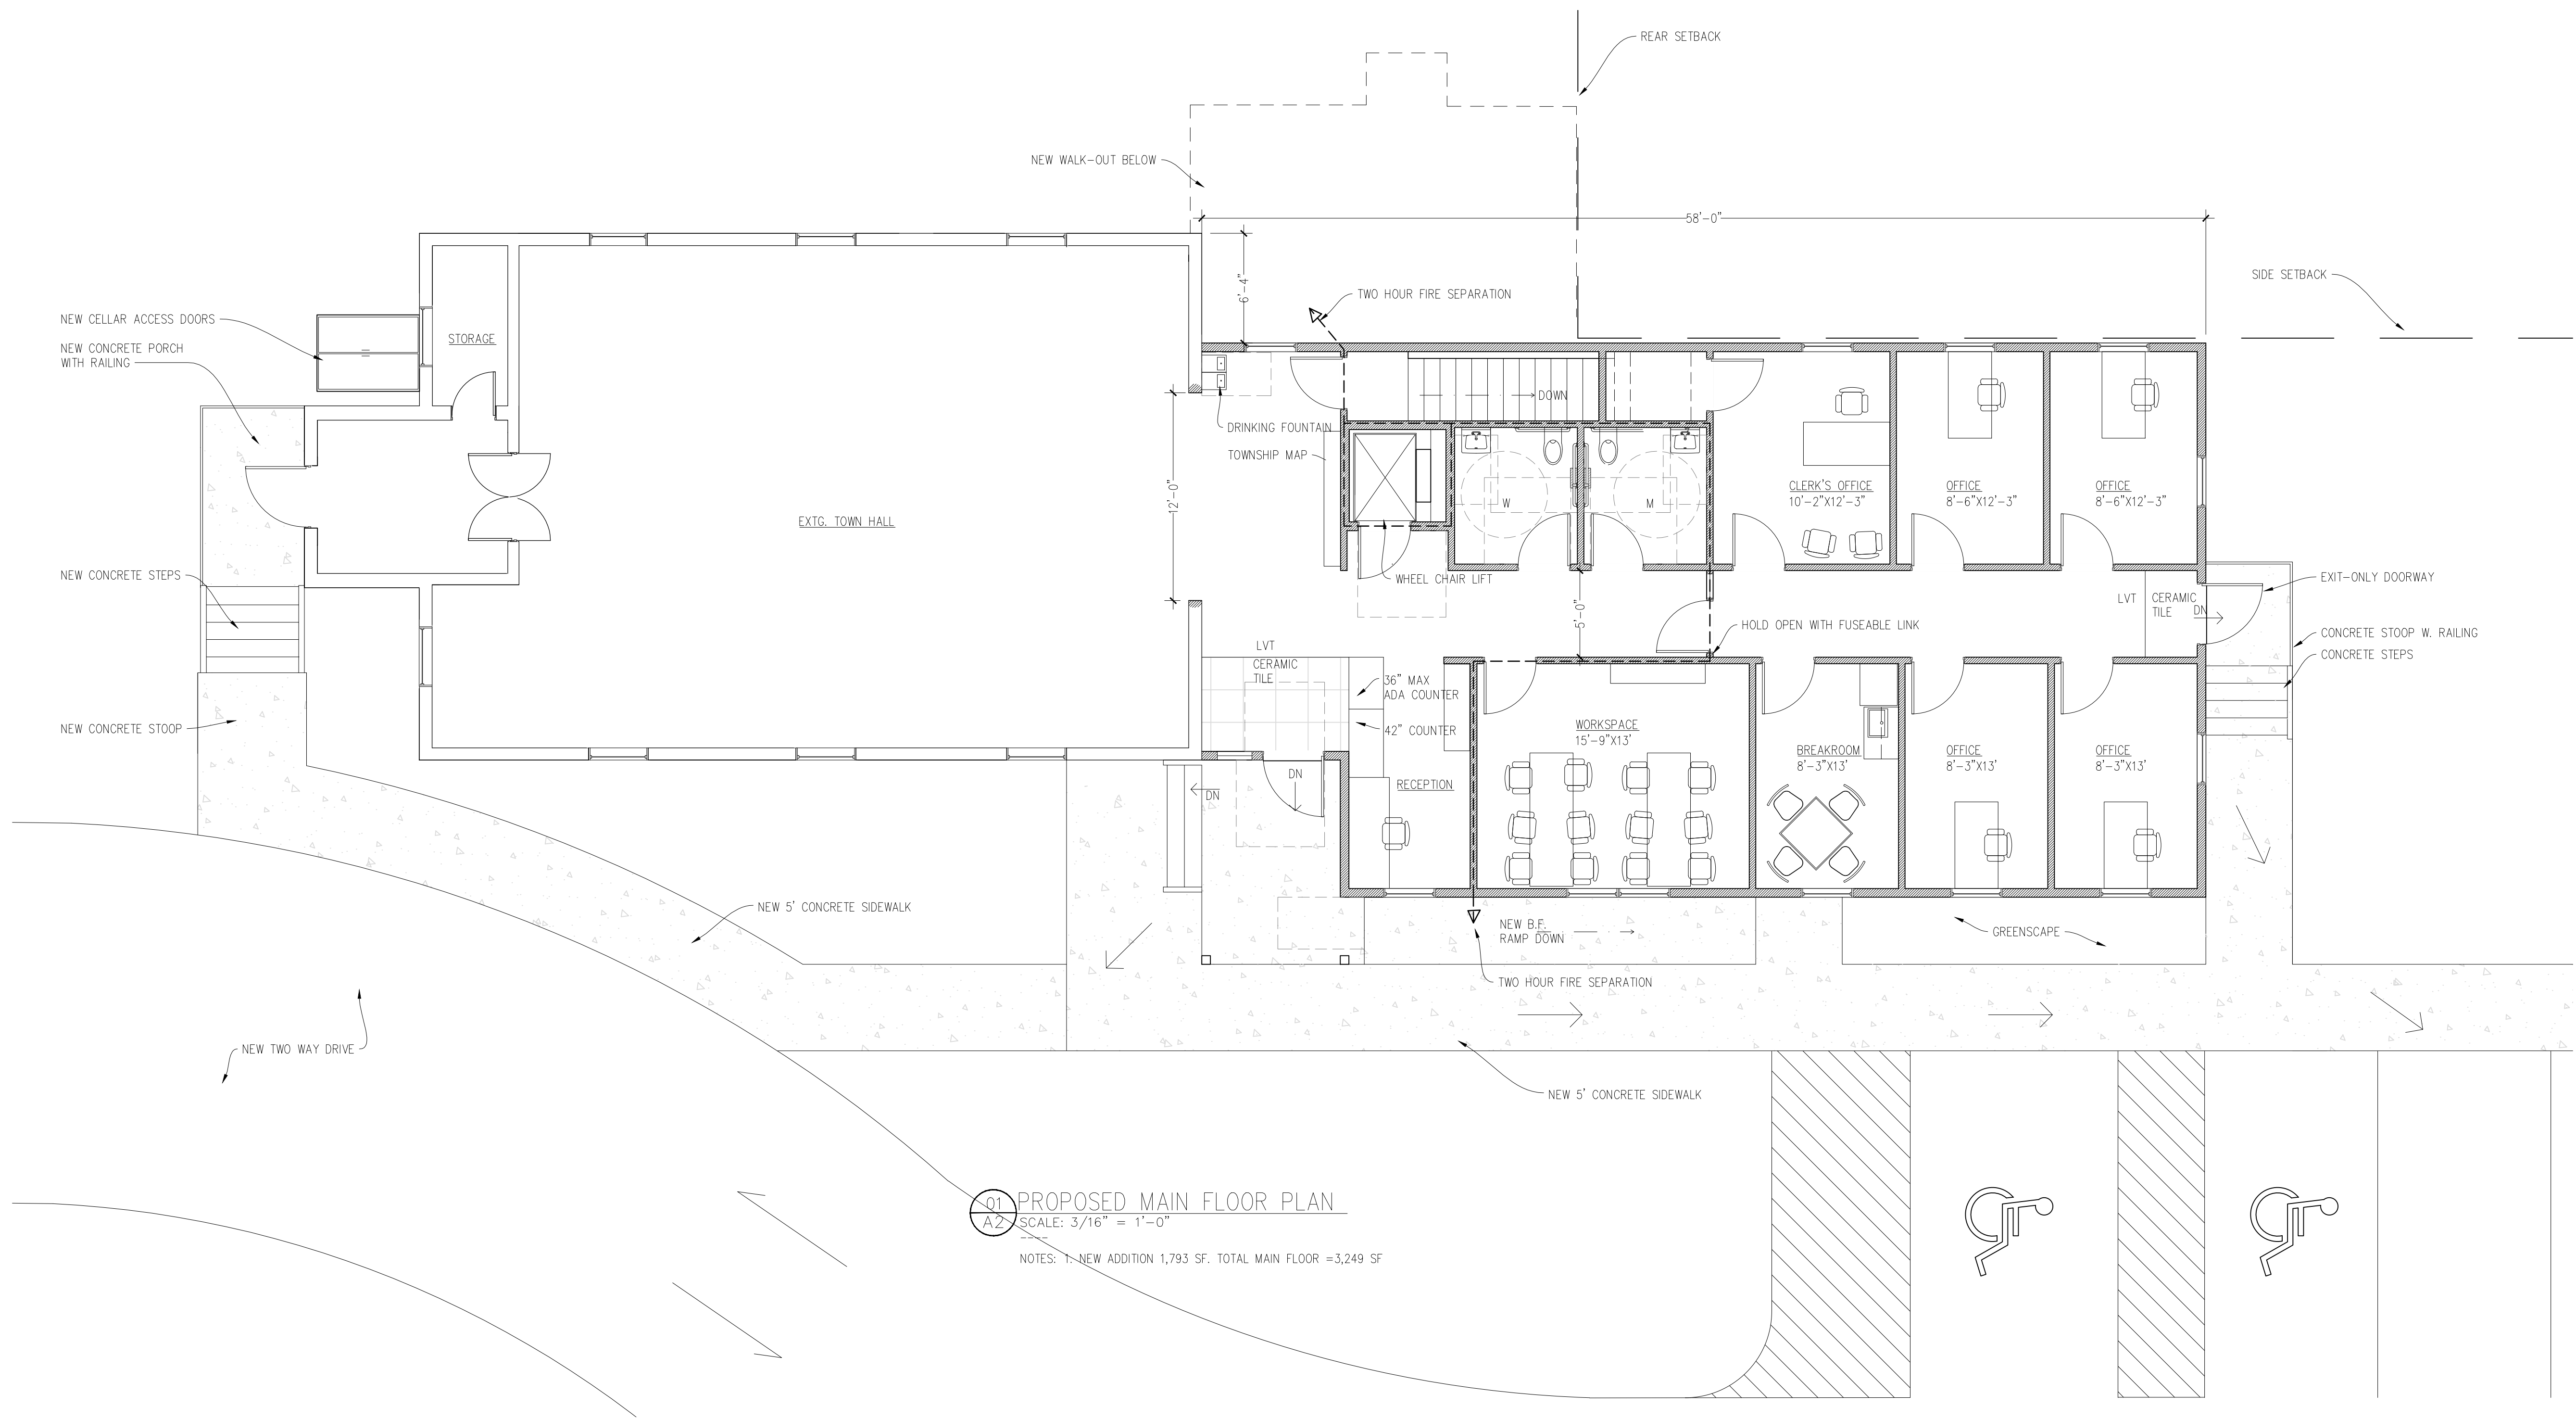 REAR SETBACK
NEW WALK-OUT BELOW
58'-0"
6'-4"
SIDE SETBACK
TWO HOUR FIRE SEPARATION
NEW CELLAR ACCESS DOORS
STORAGE
NEW CONCRETE PORCH
WITH RAILING
DOWN
DRINKING FOUNTAIN
TOWNSHIP MAP
12'-0"
EXTG. TOWN HALL
W
M
CLERK'S OFFICE
10'-2"X12'-3"
OFFICE
8'-6"X12'-3"
OFFICE
8'-6"X12'-3"
NEW CONCRETE STEPS
WHEEL CHAIR LIFT
5'-0"
EXIT-ONLY DOORWAY
LVT
CERAMIC
TILE
DN
HOLD OPEN WITH FUSEABLE LINK
CONCRETE STOOP W. RAILING
CONCRETE STEPS
LVT
CERAMIC
TILE
36" MAX
ADA COUNTER
42" COUNTER
NEW CONCRETE STOOP
WORKSPACE
15'-9"X13'
BREAKROOM
8'-3"X13'
OFFICE
8'-3"X13'
OFFICE
8'-3"X13'
DN
DN
RECEPTION
NEW 5' CONCRETE SIDEWALK
NEW B.F.
RAMP DOWN
GREENSCAPE
TWO HOUR FIRE SEPARATION
NEW TWO WAY DRIVE
NEW 5' CONCRETE SIDEWALK
01
A2
PROPOSED MAIN FLOOR PLAN
SCALE: 3/16" = 1'-0"
NOTES: 1. NEW ADDITION 1,793 SF. TOTAL MAIN FLOOR =3,249 SF